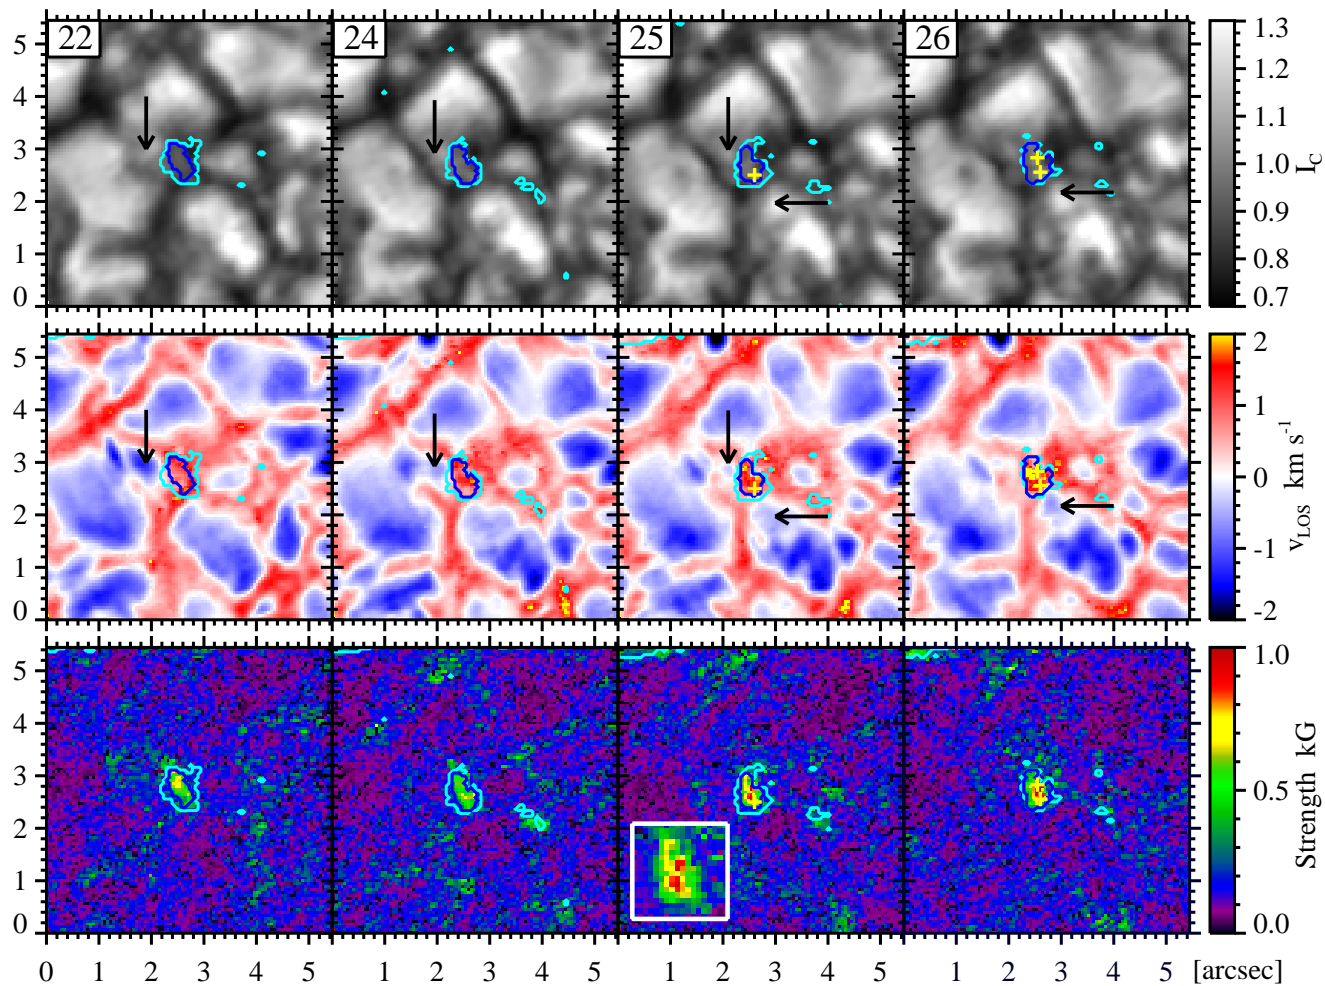 22 24 25 26
5 4 3 2 1 0
1.3 1.2 1.1 1.0 0.9 0.8 0.7
I_C
5 4 3 2 1 0
2 1 0 -1 -2
v_LOS km s^-1
5 4 3 2 1 0
1.0 0.5 0.0
Strength kG
0 1 2 3 4 5 1 2 3 4 5 1 2 3 4 5 1 2 3 4 5 [arcsec]